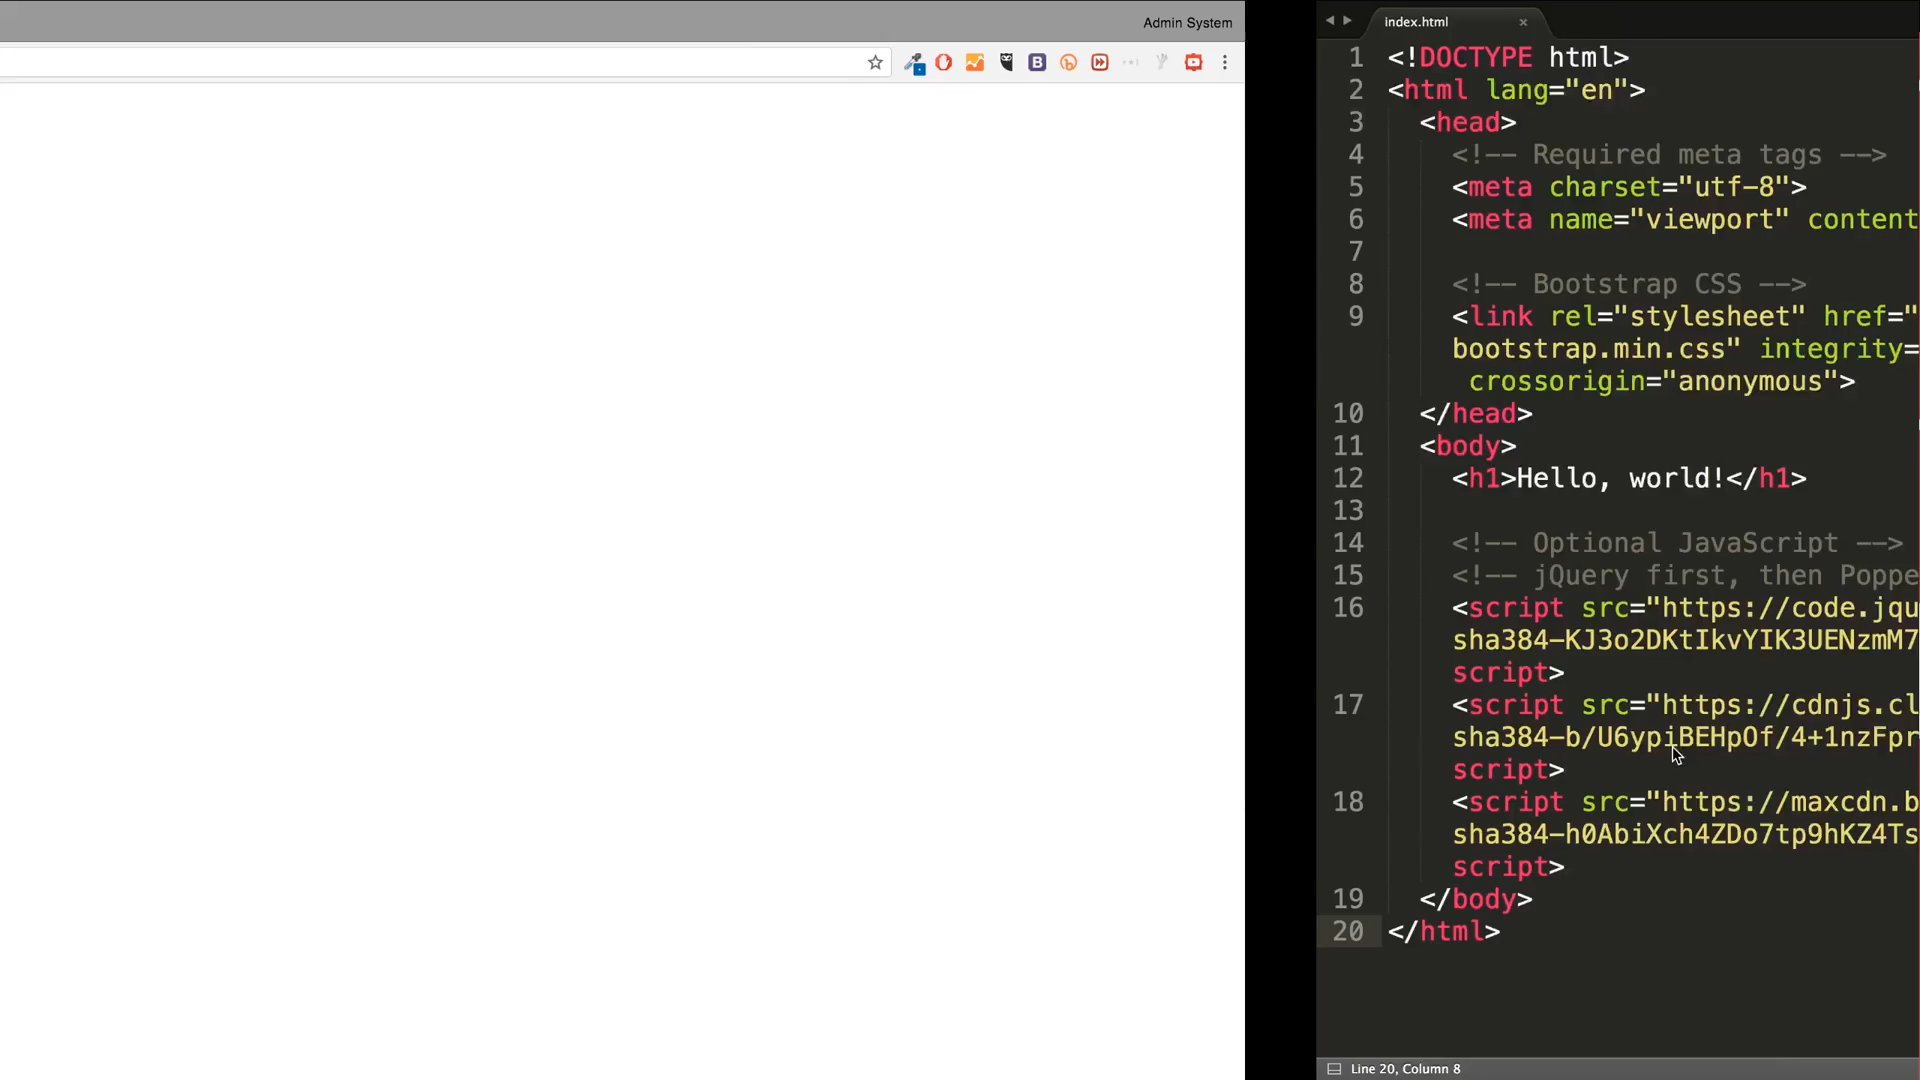 Admin System
index.html
1 <!DOCTYPE html>
2 <html lang="en">
3 <head>
4 <!-- Required meta tags -->
5 <meta charset="utf-8">
6 <meta name="viewport" content
7
8 <!-- Bootstrap CSS -->
9 <link rel="stylesheet" href="
bootstrap.min.css" integrity=
crossorigin="anonymous">
10 </head>
11 <body>
12 <h1>Hello, world!</h1>
13
14 <!-- Optional JavaScript -->
15 <!-- jQuery first, then Poppe
16 <script src="https://code.jqu
sha384-KJ3o2DKtIkvYIK3UENzmM7
script>
17 <script src="https://cdnjs.cl
sha384-b/U6ypiBEHpOf/4+1nzFpr
script>
18 <script src="https://maxcdn.b
sha384-h0AbiXch4ZDo7tp9hKZ4Ts
script>
19 </body>
20 </html>
Line 20, Column 8